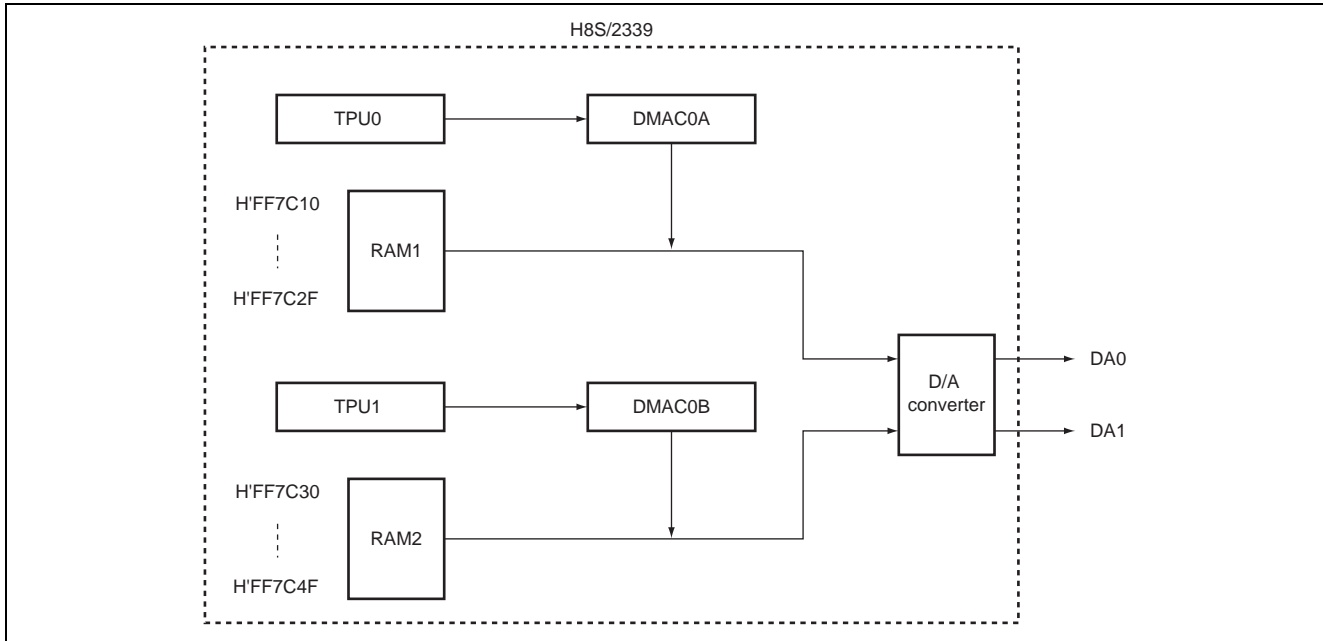 H8S/2339
TPU0
DMAC0A
H'FF7C10
RAM1
H'FF7C2F
D/A
converter
DA0
DA1
TPU1
DMAC0B
H'FF7C30
RAM2
H'FF7C4F